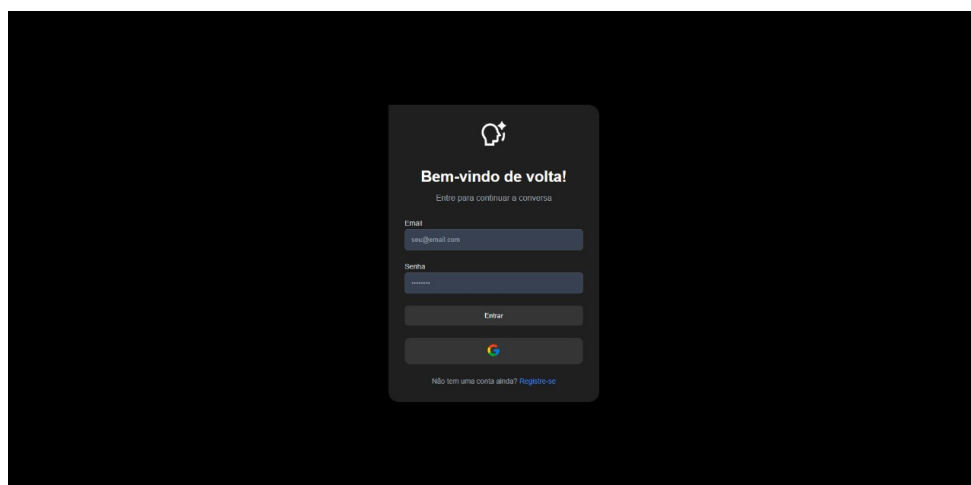 Bem-vindo de volta!
Entre para continuar a conversa
Email
seu@email.com
Senha
••••••••
Entrar
Não tem uma conta ainda? Registre-se